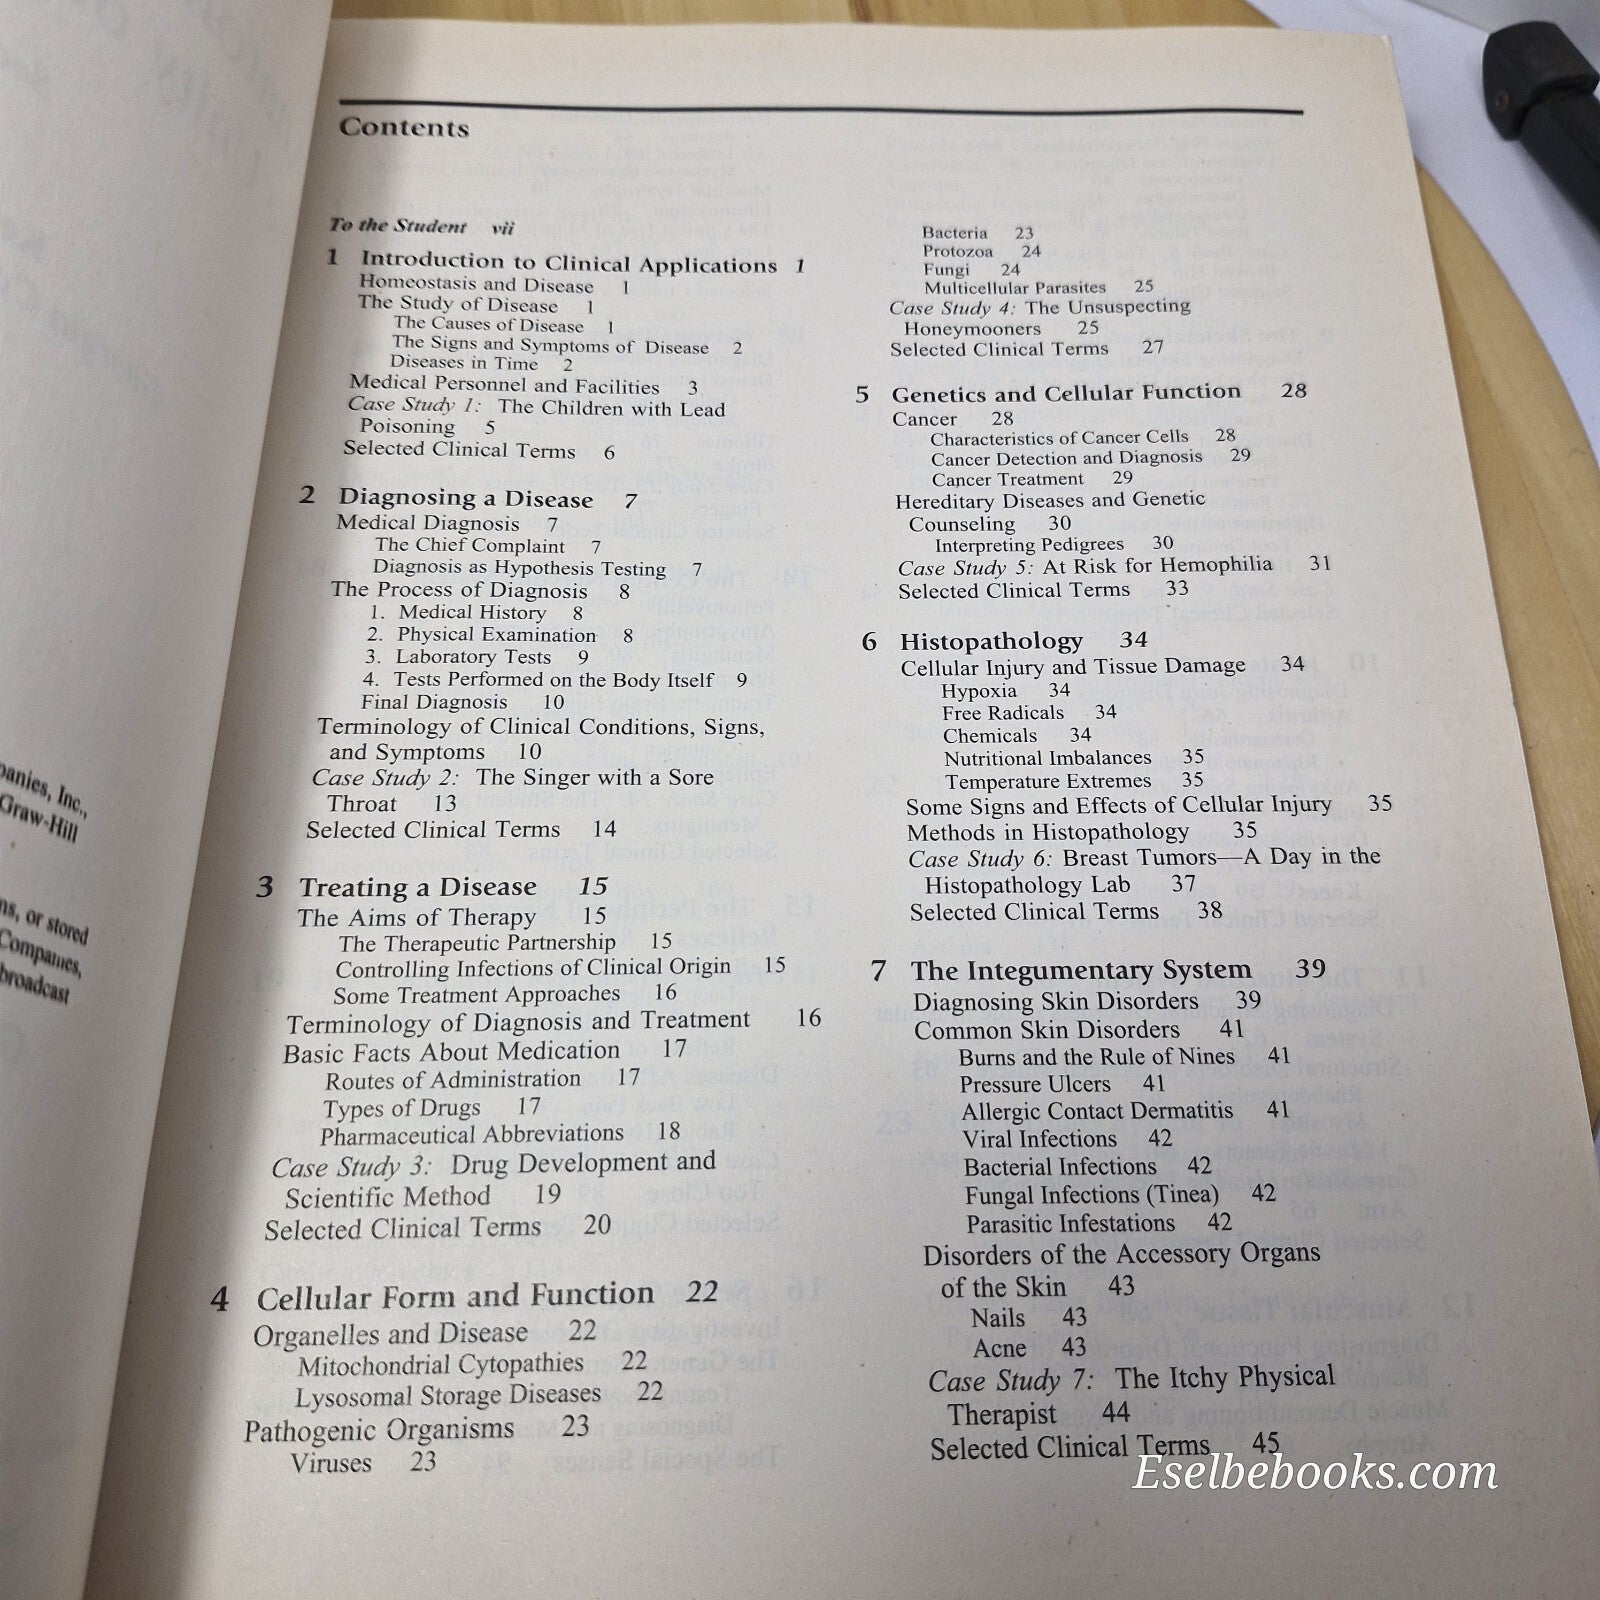 Contents
To the Student vii
1 Introduction to Clinical Applications 1
Homeostasis and Disease 1
The Study of Disease 1
The Causes of Disease 1
The Signs and Symptoms of Disease 2
Diseases in Time 2
Medical Personnel and Facilities 3
Case Study 1: The Children with Lead
Poisoning 5
Selected Clinical Terms 6
2 Diagnosing a Disease 7
Medical Diagnosis 7
The Chief Complaint 7
Diagnosis as Hypothesis Testing 7
The Process of Diagnosis 8
1. Medical History 8
2. Physical Examination 8
3. Laboratory Tests 9
4. Tests Performed on the Body Itself 9
Final Diagnosis 10
Terminology of Clinical Conditions, Signs,
and Symptoms 10
Case Study 2: The Singer with a Sore
Throat 13
Selected Clinical Terms 14
3 Treating a Disease 15
The Aims of Therapy 15
The Therapeutic Partnership 15
Controlling Infections of Clinical Origin 15
Some Treatment Approaches 16
Terminology of Diagnosis and Treatment 16
Basic Facts About Medication 17
Routes of Administration 17
Types of Drugs 17
Pharmaceutical Abbreviations 18
Case Study 3: Drug Development and
Scientific Method 19
Selected Clinical Terms 20
4 Cellular Form and Function 22
Organelles and Disease 22
Mitochondrial Cytopathies 22
Lysosomal Storage Diseases 22
Pathogenic Organisms 23
Viruses 23
Bacteria 23
Protozoa 24
Fungi 24
Multicellular Parasites 25
Case Study 4: The Unsuspecting
Honeymooners 25
Selected Clinical Terms 27
5 Genetics and Cellular Function 28
Cancer 28
Characteristics of Cancer Cells 28
Cancer Detection and Diagnosis 29
Cancer Treatment 29
Hereditary Diseases and Genetic
Counseling 30
Interpreting Pedigrees 30
Case Study 5: At Risk for Hemophilia 31
Selected Clinical Terms 33
6 Histopathology 34
Cellular Injury and Tissue Damage 34
Hypoxia 34
Free Radicals 34
Chemicals 34
Nutritional Imbalances 35
Temperature Extremes 35
Some Signs and Effects of Cellular Injury 35
Methods in Histopathology 35
Case Study 6: Breast Tumors—A Day in the
Histopathology Lab 37
Selected Clinical Terms 38
7 The Integumentary System 39
Diagnosing Skin Disorders 39
Common Skin Disorders 41
Burns and the Rule of Nines 41
Pressure Ulcers 41
Allergic Contact Dermatitis 41
Viral Infections 42
Bacterial Infections 42
Fungal Infections (Tinea) 42
Parasitic Infestations 42
Disorders of the Accessory Organs
of the Skin 43
Nails 43
Acne 43
Case Study 7: The Itchy Physical
Therapist 44
Selected Clinical Terms 45
Eselbebooks.com
Inc.,
Graw-Hill
or stored
Companies,
broadcast